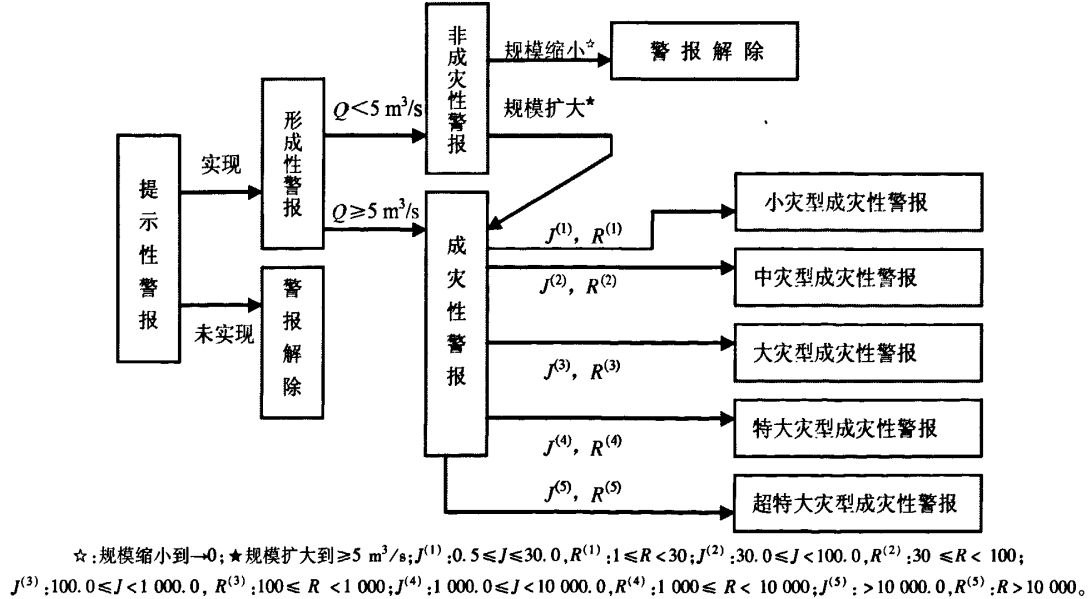 提示性警报
实现
未实现
形成性警报
警报解除
Q<5 m³/s
Q≥5 m³/s
非成灾性警报
成灾性警报
规模缩小☆
规模扩大★
警报解除
J⁽¹⁾, R⁽¹⁾
小灾型成灾性警报
J⁽²⁾, R⁽²⁾
中灾型成灾性警报
J⁽³⁾, R⁽³⁾
大灾型成灾性警报
J⁽⁴⁾, R⁽⁴⁾
特大灾型成灾性警报
J⁽⁵⁾, R⁽⁵⁾
超特大灾型成灾性警报
☆:规模缩小到→0;★规模扩大到≥5 m³/s;J⁽¹⁾:0.5≤J≤30.0,R⁽¹⁾:1≤R<30;J⁽²⁾:30.0≤J<100.0,R⁽²⁾:30 ≤R< 100;
J⁽³⁾:100.0≤J<1 000.0, R⁽³⁾:100≤ R <1 000;J⁽⁴⁾:1 000.0≤J<10 000.0,R⁽⁴⁾:1 000≤ R< 10 000;J⁽⁵⁾: >10 000.0,R⁽⁵⁾:R>10 000。